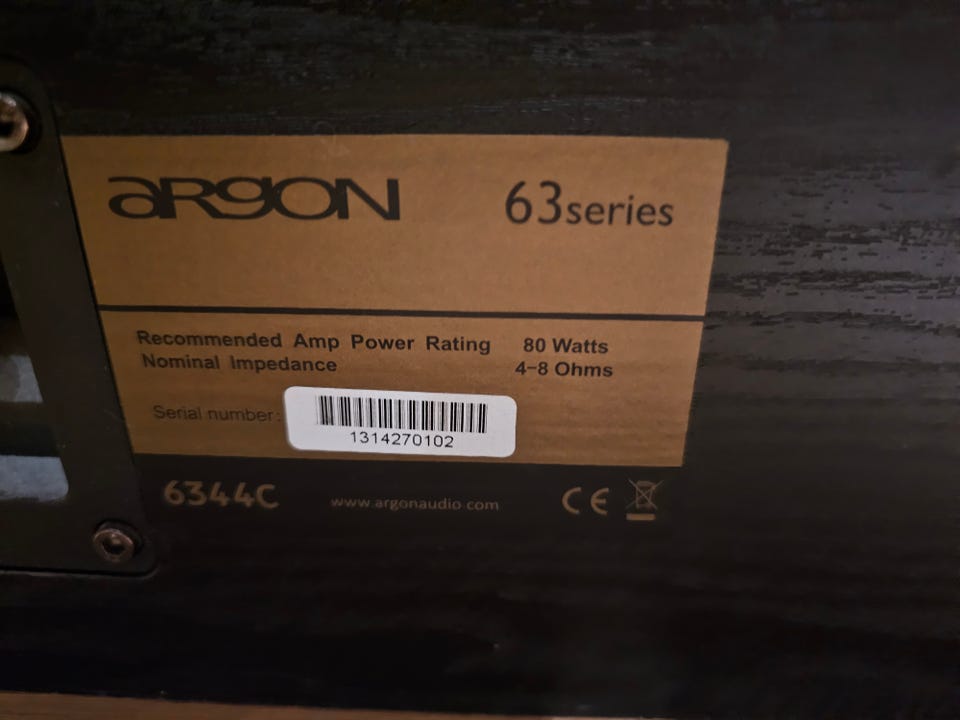 aRgON 63series
Recommended Amp Power Rating 80 Watts
Nominal Impedance 4-8 Ohms
Serial number:
1314270102
6344C www.argonaudio.com CE